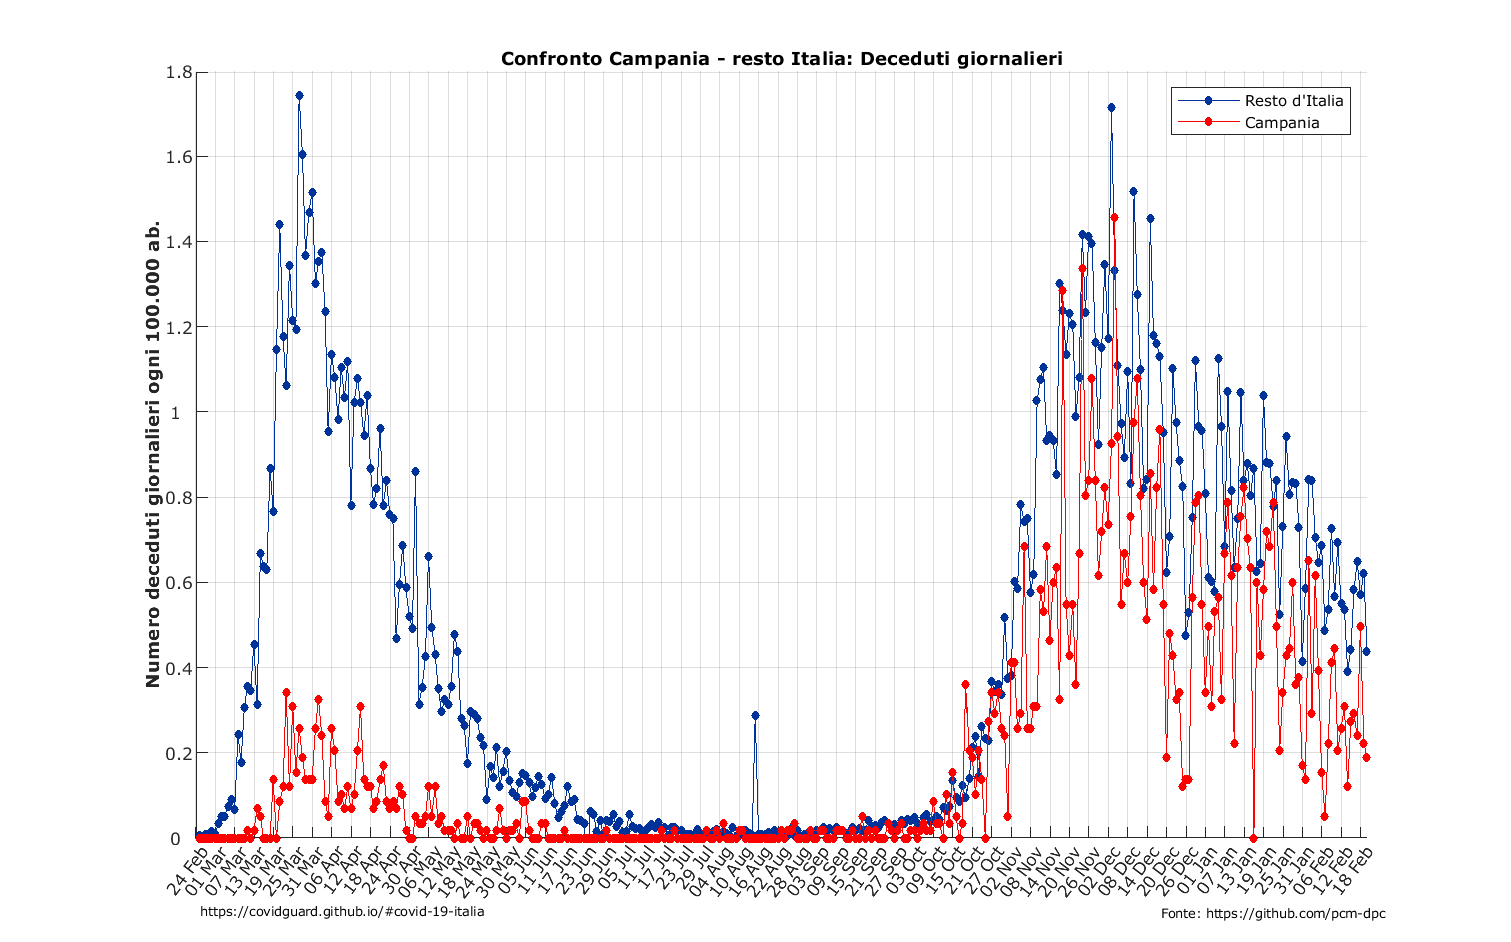 Confronto Campania - resto Italia: Deceduti giornalieri
Resto d'Italia
Campania
Numero deceduti giornalieri ogni 100.000 ab.
1.8
1.6
1.4
1.2
1
0.8
0.6
0.4
0.2
0
24 Feb
01 Mar
07 Mar
13 Mar
19 Mar
25 Mar
31 Mar
06 Apr
12 Apr
18 Apr
24 Apr
30 Apr
06 May
12 May
18 May
24 May
30 May
05 Jun
11 Jun
17 Jun
23 Jun
29 Jun
05 Jul
11 Jul
17 Jul
23 Jul
29 Jul
04 Aug
10 Aug
16 Aug
22 Aug
28 Aug
03 Sep
09 Sep
15 Sep
21 Sep
27 Sep
03 Oct
09 Oct
15 Oct
21 Oct
27 Oct
02 Nov
08 Nov
14 Nov
20 Nov
26 Nov
02 Dec
08 Dec
14 Dec
20 Dec
26 Dec
01 Jan
07 Jan
13 Jan
19 Jan
25 Jan
31 Jan
06 Feb
12 Feb
18 Feb
https://covidguard.github.io/#covid-19-italia
Fonte: https://github.com/pcm-dpc